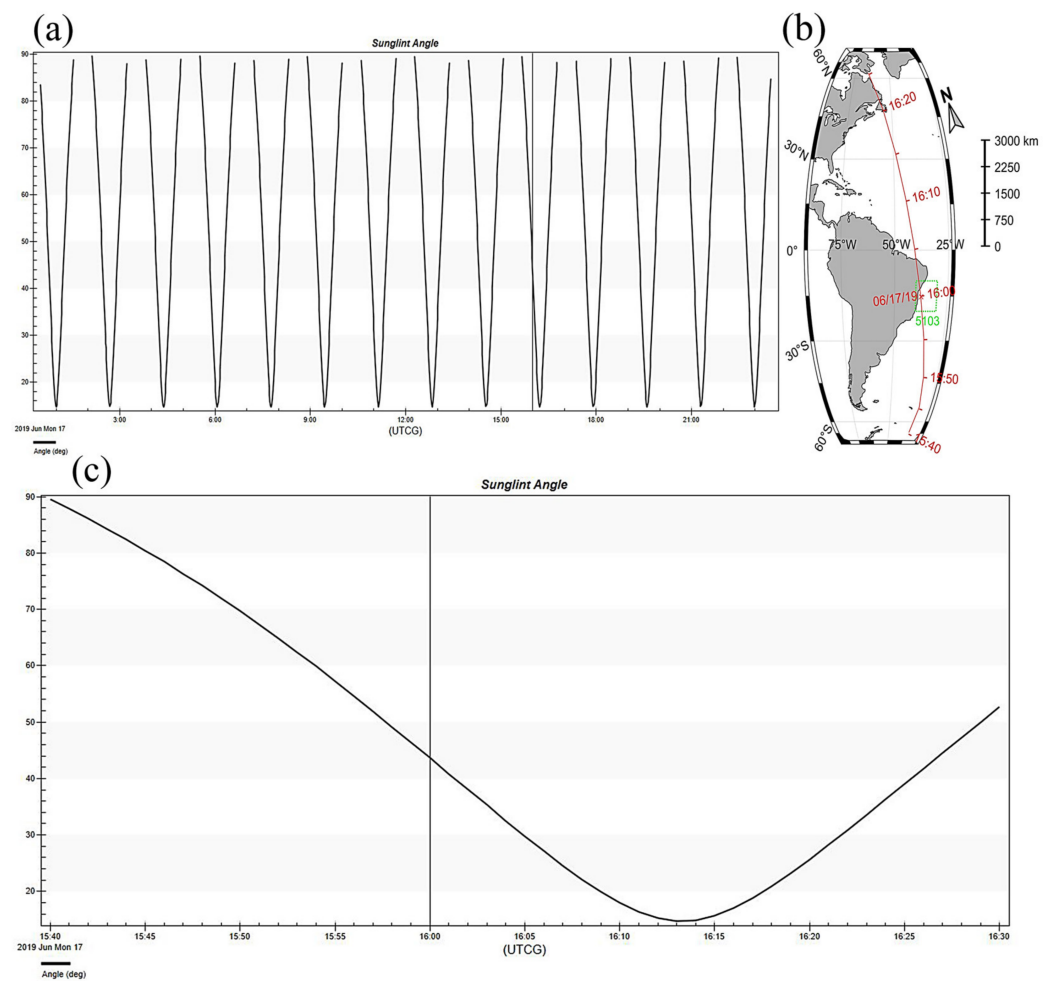 (a)
Sunglint Angle
90
80
70
60
50
40
30
20
3:00 6:00 9:00 12:00 15:00 18:00 21:00
2019 Jun Mon 17
(UTCG)
Angle (deg)
(b)
60°N
N
16:20
3000 km
30°N
2250
1500
16:10
750
0
0°
75°W 50°W 25°W
06/17/19 16:00
5103
30°S
15:50
60°S
15:40
(c)
Sunglint Angle
90
80
70
60
50
40
30
20
15:40 15:45 15:50 15:55 16:00 16:05 16:10 16:15 16:20 16:25 16:30
2019 Jun Mon 17
(UTCG)
Angle (deg)